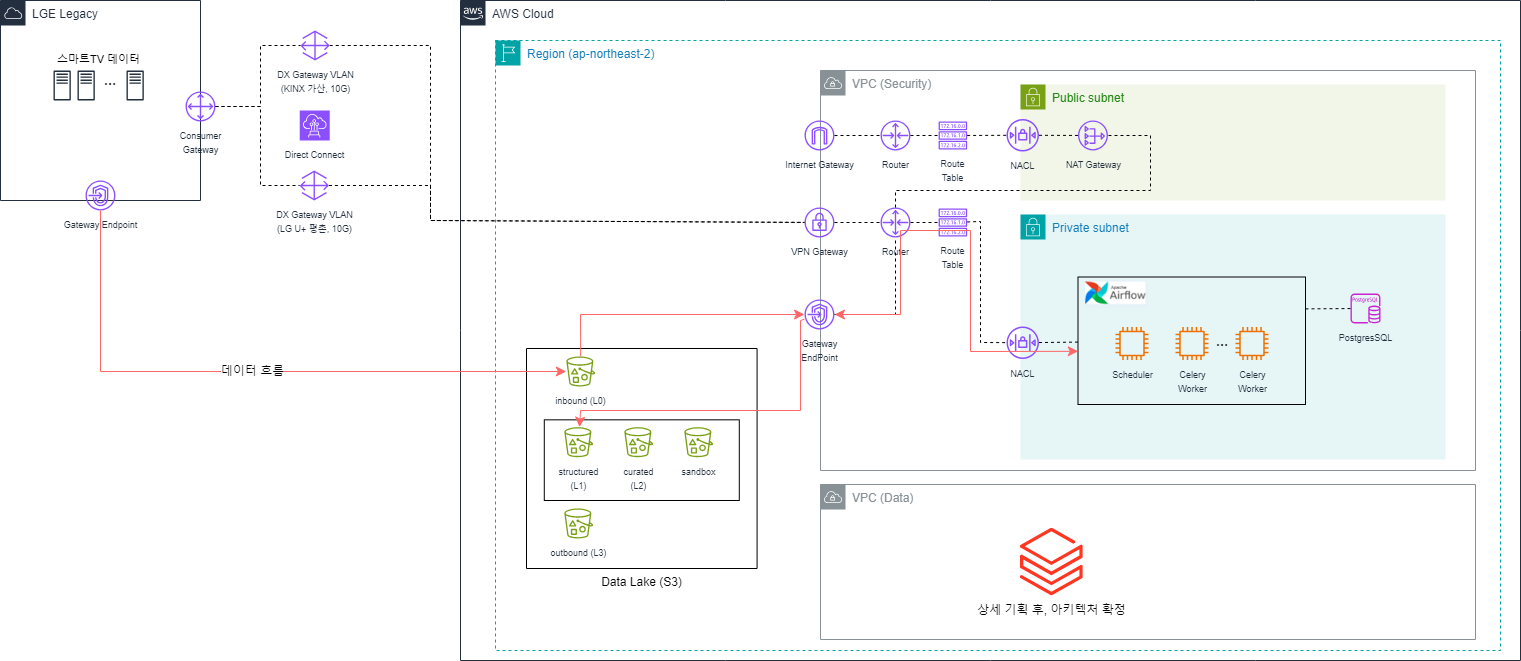 LGE Legacy
스마트TV 데이터
...
Consumer
Gateway
Gateway Endpoint
DX Gateway VLAN
(KINX 가산, 10G)
Direct Connect
DX Gateway VLAN
(LG U+ 평촌, 10G)
데이터 흐름
aws
AWS Cloud
Region (ap-northeast-2)
VPC (Security)
Public subnet
Internet Gateway
Router
172.16.0.0
172.16.1.0
172.16.2.0
Route
Table
NACL
NAT Gateway
VPN Gateway
Router
172.16.0.0
172.16.1.0
172.16.2.0
Route
Table
Private subnet
Gateway
EndPoint
NACL
Apache
Airflow
Scheduler
Celery
Worker
...
Celery
Worker
PostgreSQL
PostgresSQL
inbound (L0)
structured
(L1)
curated
(L2)
sandbox
outbound (L3)
Data Lake (S3)
VPC (Data)
상세 기획 후, 아키텍처 확정